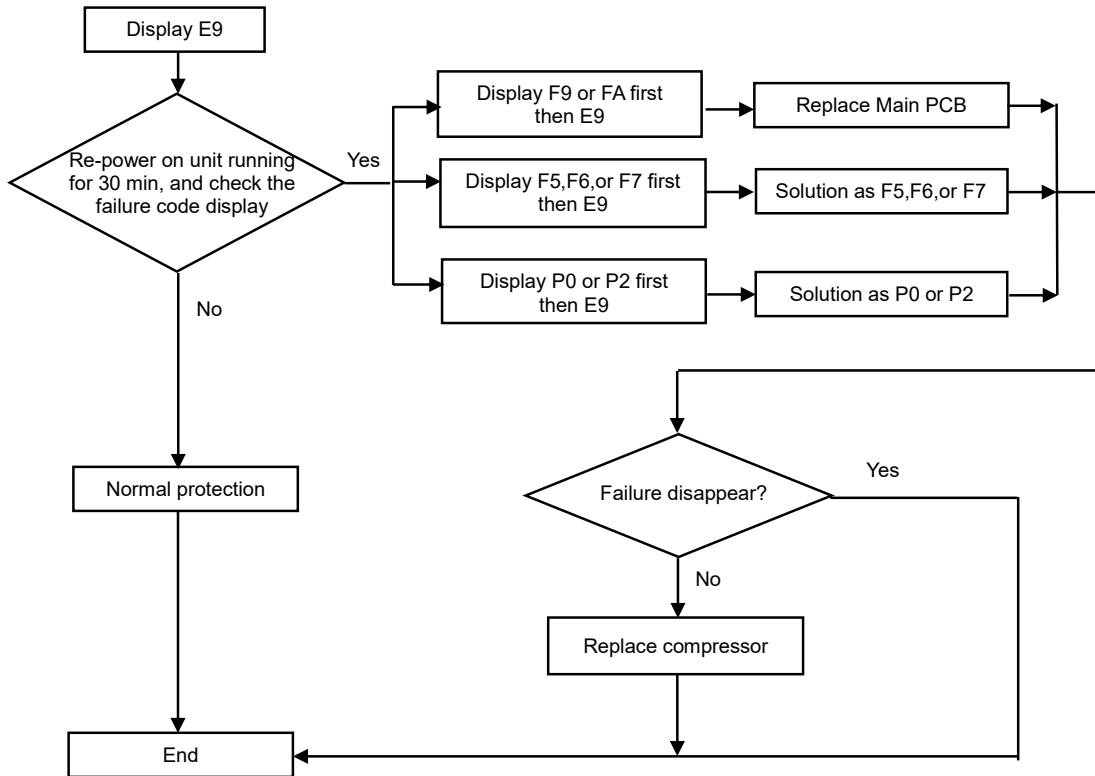 Display E9
Re-power on unit running
for 30 min, and check the
failure code display
Yes
No
Display F9 or FA first
then E9
Replace Main PCB
Display F5,F6,or F7 first
then E9
Solution as F5,F6,or F7
Display P0 or P2 first
then E9
Solution as P0 or P2
Normal protection
Failure disappear?
Yes
No
Replace compressor
End